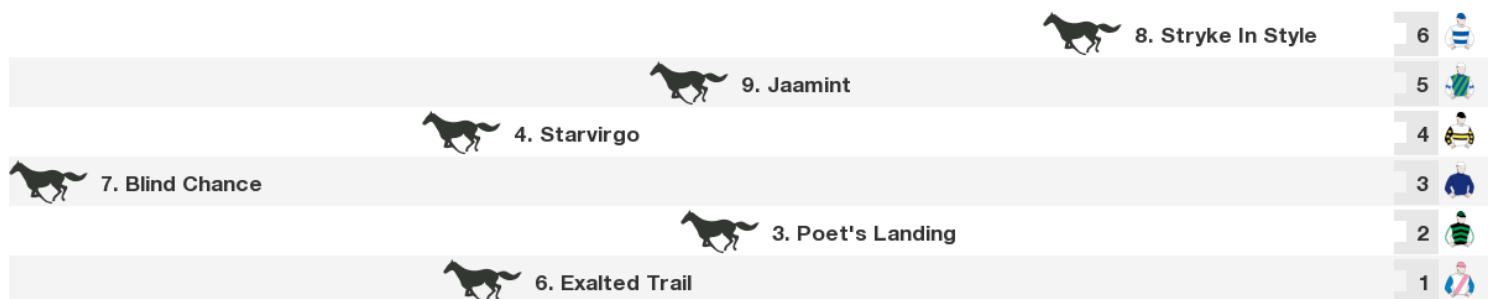 8. Stryke In Style 6
9. Jaamint 5
4. Starvirgo 4
7. Blind Chance 3
3. Poet's Landing 2
6. Exalted Trail 1